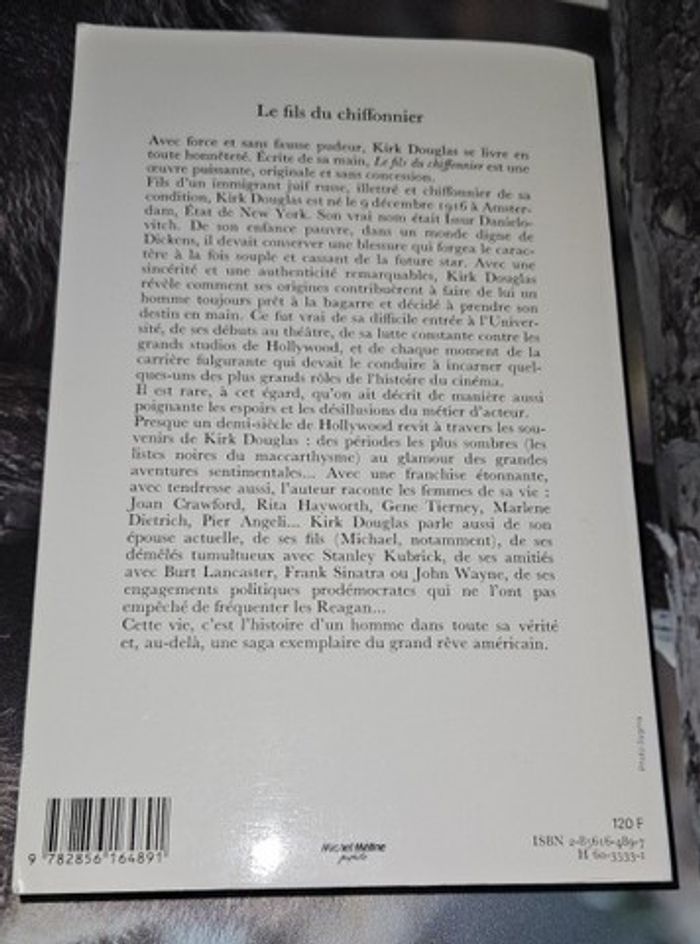 Le fils du chiffonnier
Avec force et sans fausse pudeur, Kirk Douglas se livre en
toute honnêteté. Écrite de sa main, Le fils du chiffonnier est une
œuvre puissante, originale et sans concession.
Fils d'un immigrant juif russe, illettré et chiffonnier de sa
condition, Kirk Douglas est né le 9 décembre 1916 à Amster-
dam, État de New York. Son vrai nom était Issur Danielo-
vitch. De son enfance pauvre, dans un monde digne de
Dickens, il devait conserver une blessure qui forgea le carac-
tère à la fois souple et cassant de la future star. Avec une
sincérité et une authenticité remarquables, Kirk Douglas
révèle comment ses origines contribuèrent à faire de lui un
homme toujours prêt à la bagarre et décidé à prendre son
destin en main. Ce fut vrai de sa difficile entrée à l'Univer-
sité, de ses débuts au théâtre, de sa lutte constante contre les
grands studios de Hollywood, et de chaque moment de la
carrière fulgurante qui devait le conduire à incarner quel-
ques-uns des plus grands rôles de l'histoire du cinéma.
Il est rare, à cet égard, qu'on ait décrit de manière aussi
poignante les espoirs et les désillusions du métier d'acteur.
Presque un demi-siècle de Hollywood revit à travers les sou-
venirs de Kirk Douglas : des périodes les plus sombres (les
listes noires du maccarthysme) au glamour des grandes
aventures sentimentales... Avec une franchise étonnante,
avec tendresse aussi, l'auteur raconte les femmes de sa vie :
Joan Crawford, Rita Hayworth, Gene Tierney, Marlene
Dietrich, Pier Angeli... Kirk Douglas parle aussi de son
épouse actuelle, de ses fils (Michael, notamment), de ses
démêlés tumultueux avec Stanley Kubrick, de ses amitiés
avec Burt Lancaster, Frank Sinatra ou John Wayne, de ses
engagements politiques prodémocrates qui ne l'ont pas
empêché de fréquenter les Reagan...
Cette vie, c'est l'histoire d'un homme dans toute sa vérité
et, au-delà, une saga exemplaire du grand rêve américain.
120 F
ISBN 2-85616-489-7
H 60-3533-1
9 782856 164891